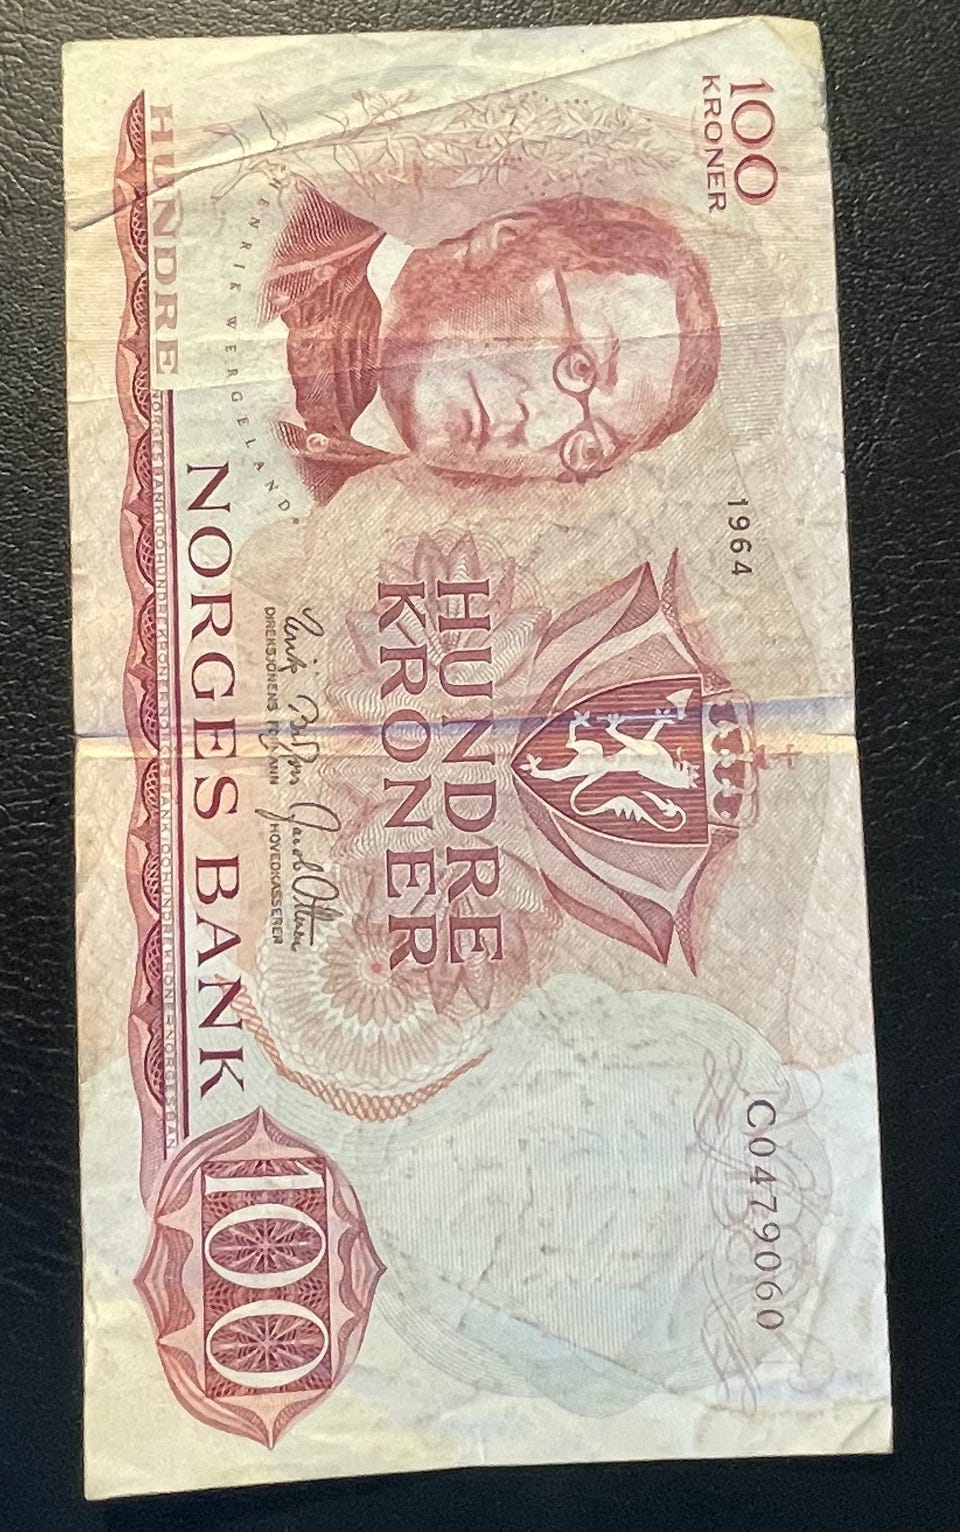 100
KRONER
1964
C0479060
HUNDRE
KRONER
HENRIK WERGELAND
DIREKSJONENS FORMANN
HOVEDKASSERER
NORGES BANK
HUNDRE
100